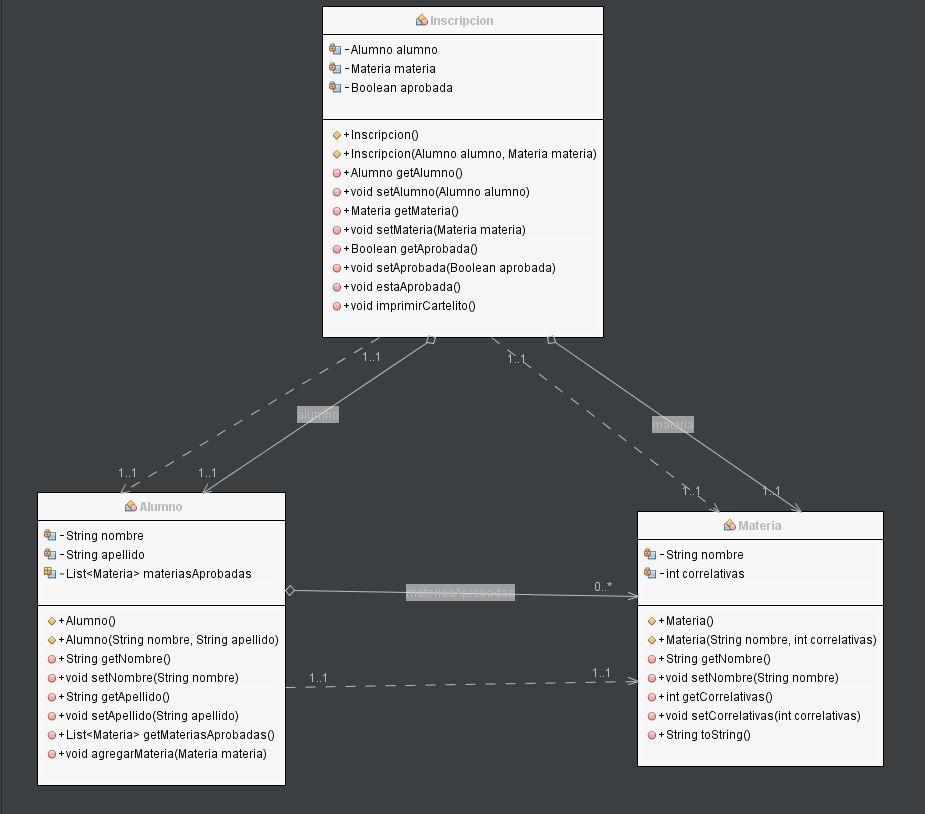 Inscripcion
-Alumno alumno
-Materia materia
-Boolean aprobada
+Inscripcion()
+Inscripcion(Alumno alumno, Materia materia)
+Alumno getAlumno()
+void setAlumno(Alumno alumno)
+Materia getMateria()
+void setMateria(Materia materia)
+Boolean getAprobada()
+void setAprobada(Boolean aprobada)
+void estaAprobada()
+void imprimirCartelito()
1..1
1..1
alumno
materia
1..1
1..1
1..1
1..1
Alumno
-String nombre
-String apellido
~List<Materia> materiasAprobadas
+Alumno()
+Alumno(String nombre, String apellido)
+String getNombre()
+void setNombre(String nombre)
+String getApellido()
+void setApellido(String apellido)
+List<Materia> getMateriasAprobadas()
+void agregarMateria(Materia materia)
materiasAprobadas
0..*
1..1
1..1
Materia
-String nombre
-int correlativas
+Materia()
+Materia(String nombre, int correlativas)
+String getNombre()
+void setNombre(String nombre)
+int getCorrelativas()
+void setCorrelativas(int correlativas)
+String toString()